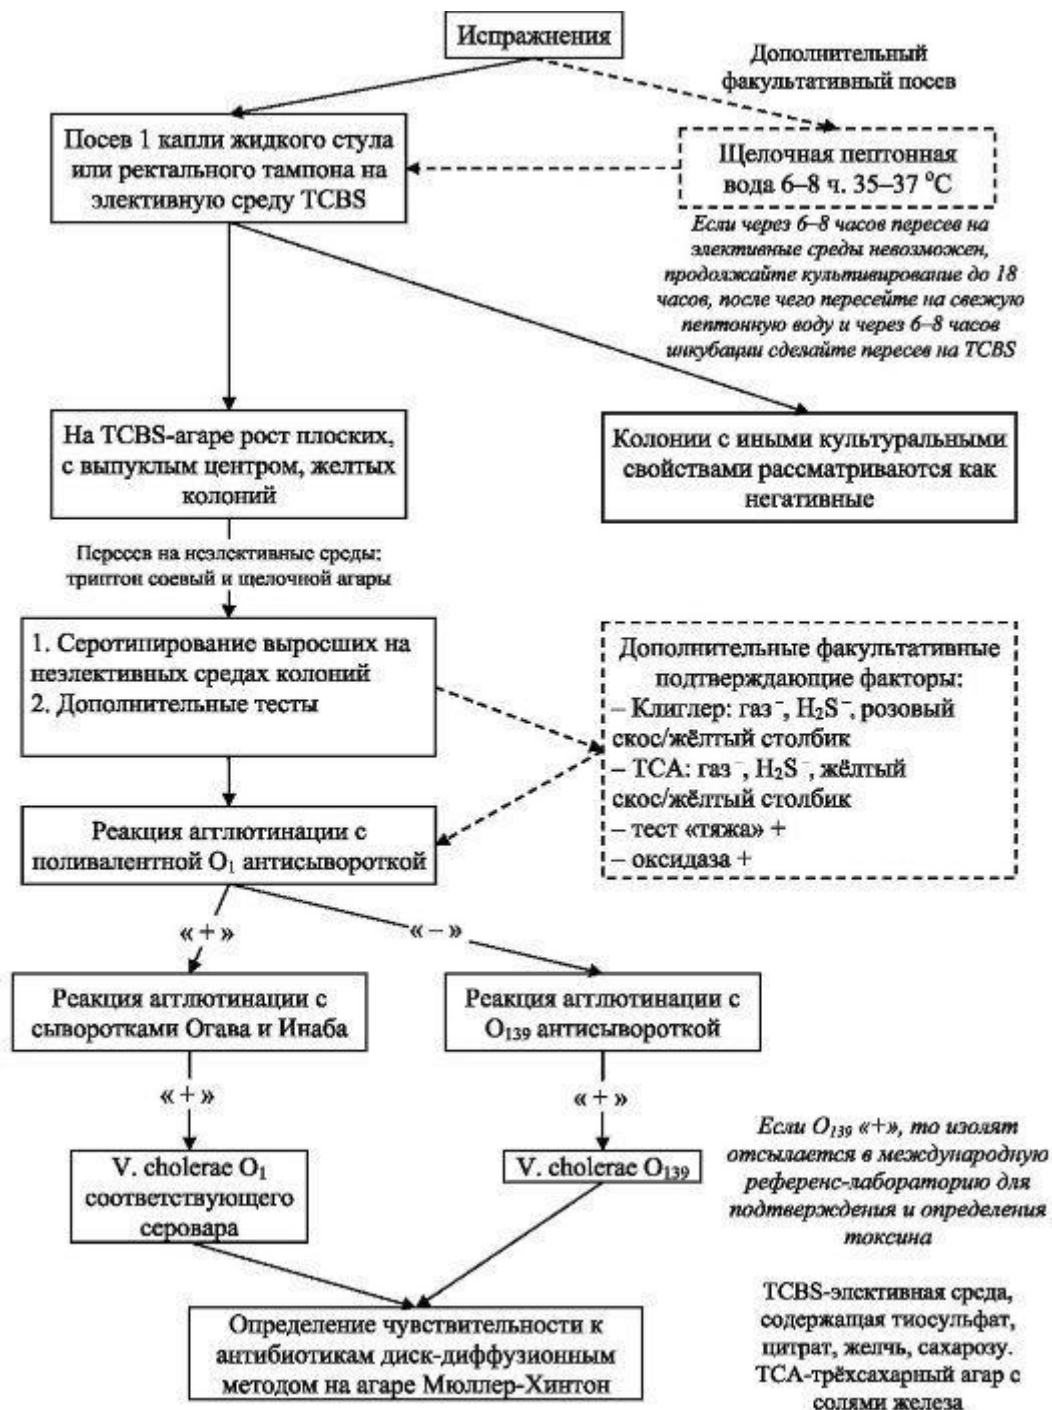 Испражнения
Дополнительный
факультативный посев
Посев 1 капли жидкого стула
или ректального тампона на
элективную среду TCBS
Щелочная пептонная
вода 6–8 ч. 35–37 °C
Если через 6–8 часов пересев на
элективные среды невозможен,
продолжайте культивирование до 18
часов, после чего пересейте на свежую
пептонную воду и через 6–8 часов
инкубации сделайте пересев на TCBS
На TCBS-агаре рост плоских,
с выпуклым центром, желтых
колоний
Колонии с иными культуральными
свойствами рассматриваются как
негативные
Пересев на неэлективные среды:
триптон соевый и щелочной агары
1. Серотипирование выросших на
неэлективных средах колоний
2. Дополнительные тесты
Дополнительные факультативные
подтверждающие факторы:
– Клиглер: газ⁻, H₂S⁻, розовый
скос/жёлтый столбик
– ТСА: газ⁻, H₂S⁻, жёлтый
скос/жёлтый столбик
– тест «тяжа» +
– оксидаза +
Реакция агглютинации с
поливалентной O₁ антисывороткой
« + »
« – »
Реакция агглютинации с
сыворотками Огава и Инаба
Реакция агглютинации с
O₁₃₉ антисывороткой
« + »
« + »
V. cholerae O₁
соответствующего
серовара
V. cholerae O₁₃₉
Если O₁₃₉ «+», то изолят
отсылается в международную
референс-лабораторию для
подтверждения и определения
токсина
Определение чувствительности к
антибиотикам диск-диффузионным
методом на агаре Мюллер-Хинтон
TCBS-элективная среда,
содержащая тиосульфат,
цитрат, желчь, сахарозу.
ТСА-трёхсахарный агар с
солями железа